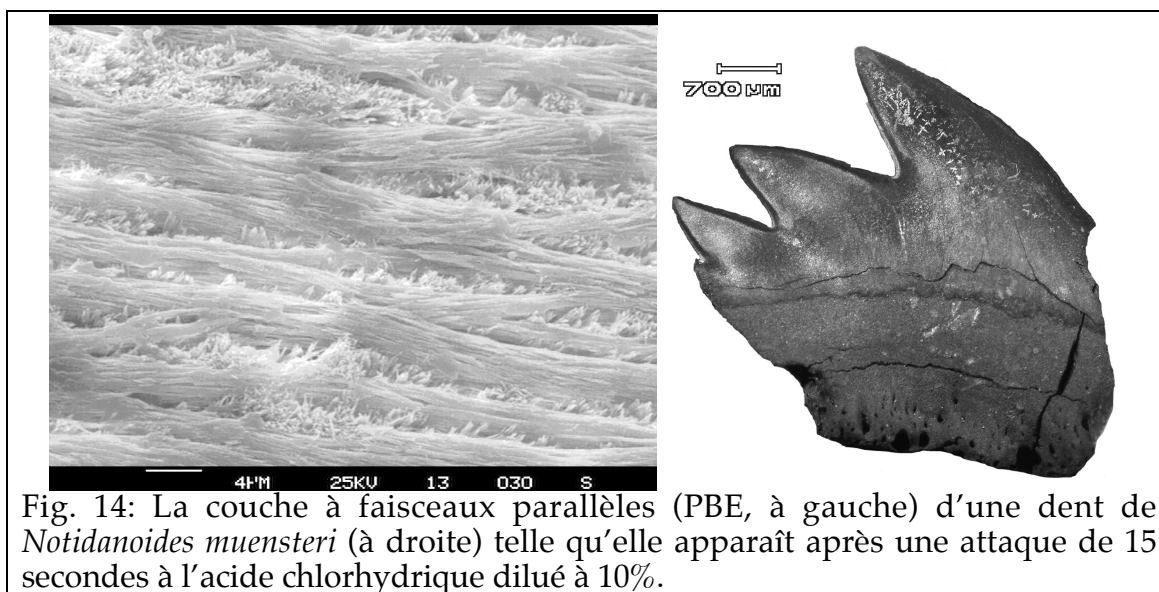 700 µm
4µM 25KV 13 030 S
Fig. 14: La couche à faisceaux parallèles (PBE, à gauche) d'une dent de
Notidanoides muensteri (à droite) telle qu'elle apparaît après une attaque de 15
secondes à l'acide chlorhydrique dilué à 10%.